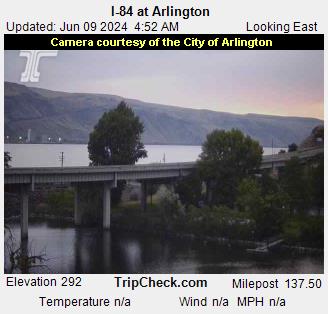 I-84 at Arlington
Updated: Jun 09 2024 4:52 AM Looking East
Camera courtesy of the City of Arlington
Elevation 292 TripCheck.com Milepost 137.50
Temperature n/a Wind n/a MPH n/a